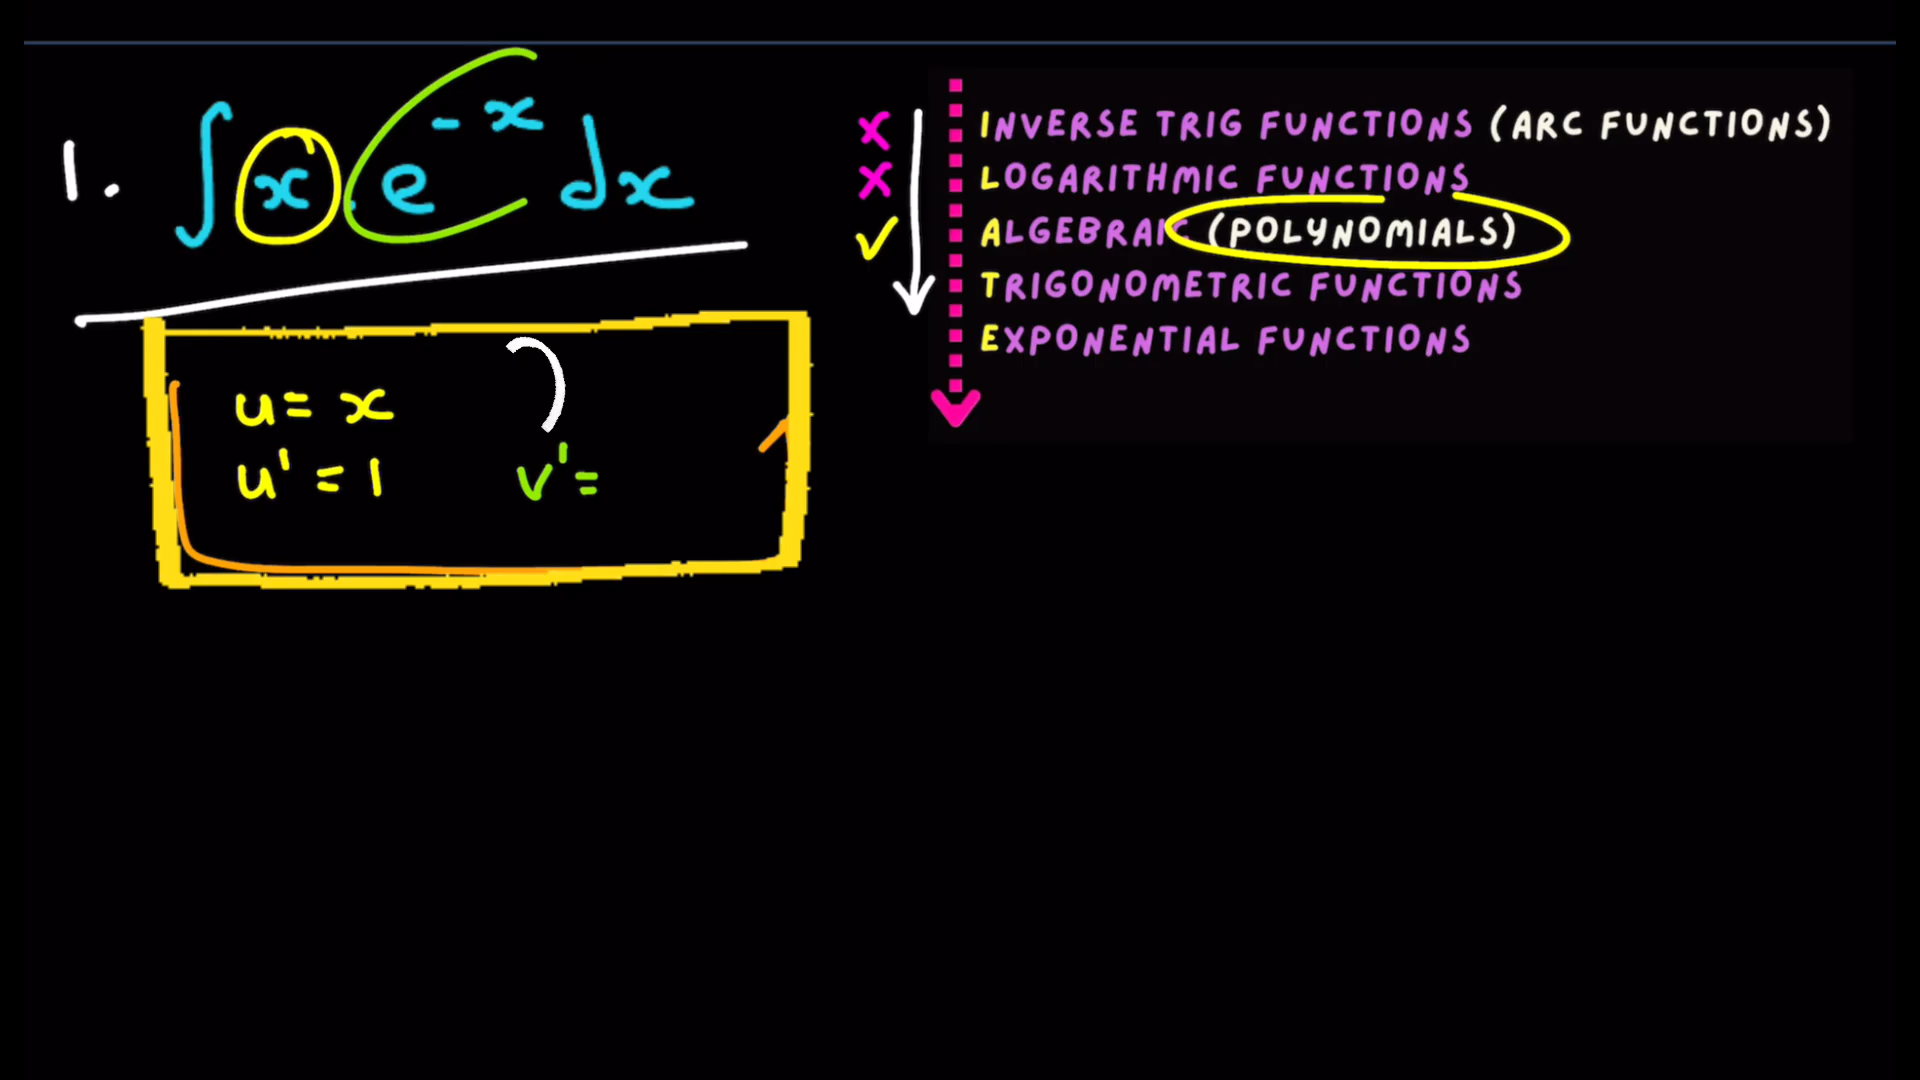 1. ∫ x . e^{-x} dx
u = x
u' = 1 v' =
X INVERSE TRIG FUNCTIONS (ARC FUNCTIONS)
X LOGARITHMIC FUNCTIONS
✓ ALGEBRAIC (POLYNOMIALS)
TRIGONOMETRIC FUNCTIONS
EXPONENTIAL FUNCTIONS